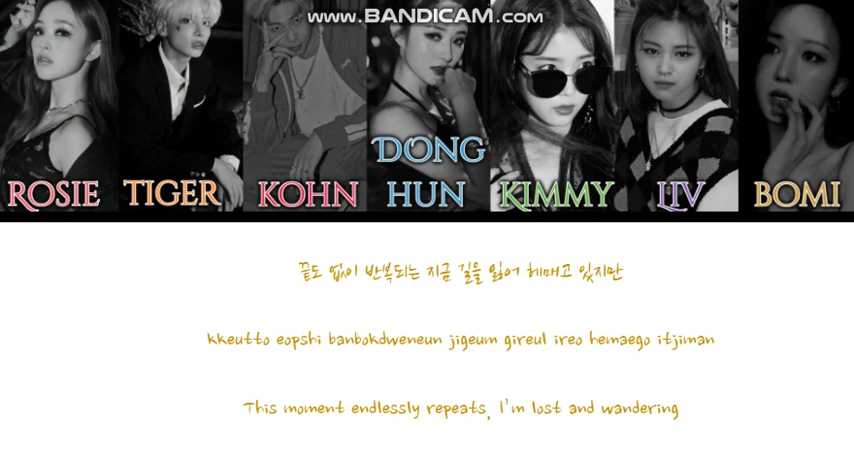 www.BANDICAM.com
ROSIE TIGER KOHN DONG HUN KIMMY LIV BOMI
끝도 없이 반복되는 지금 길을 잃어 헤매고 있지만
kkeutto eopshi banbokdweneun jigeum gireul ireo hemaego itjiman
This moment endlessly repeats, I'm lost and wandering